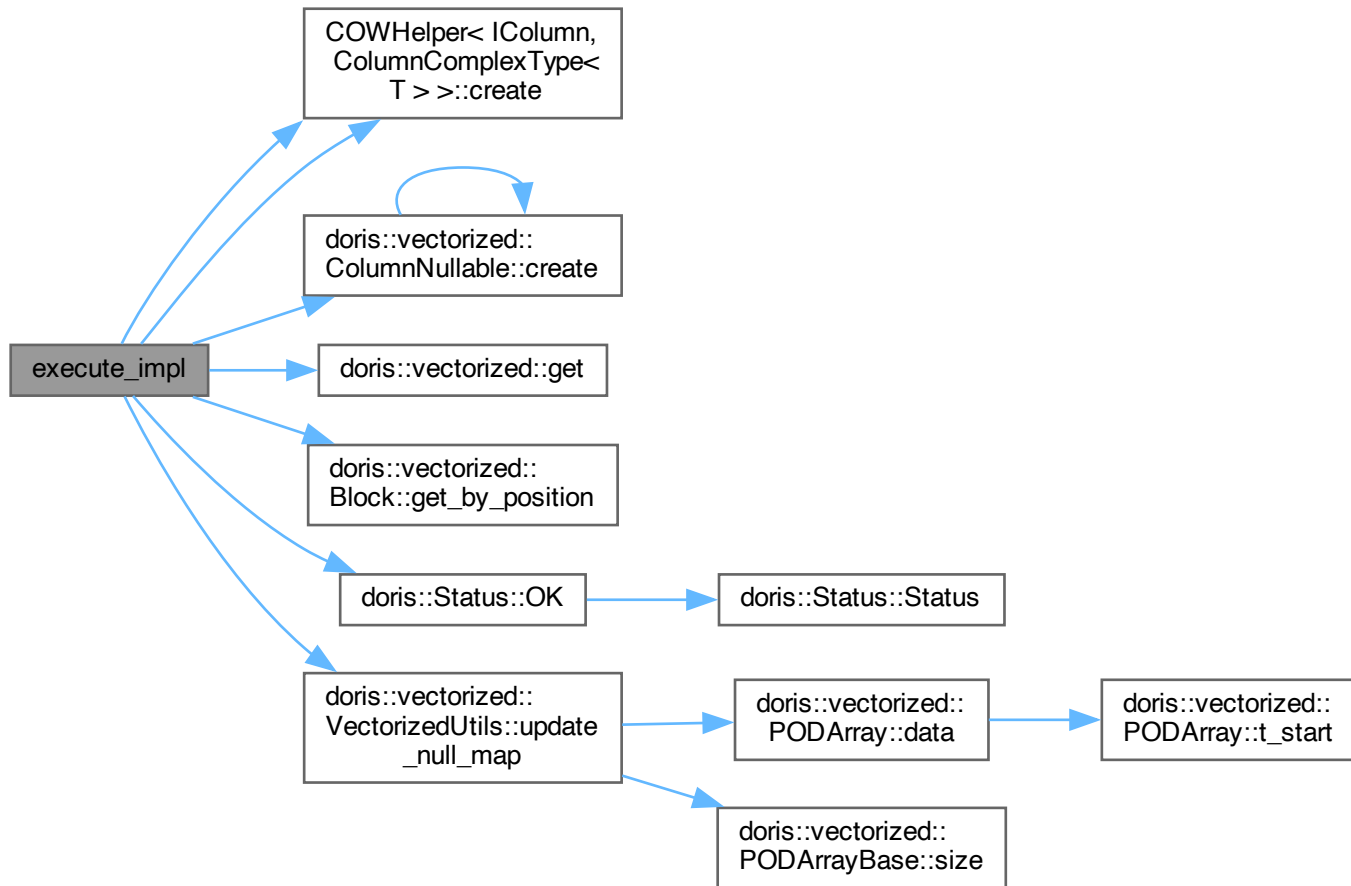 COWHelper< IColumn,
ColumnComplexType<
T > >::create
doris::vectorized::
ColumnNullable::create
execute_impl
doris::vectorized::get
doris::vectorized::
Block::get_by_position
doris::Status::OK
doris::Status::Status
doris::vectorized::
VectorizedUtils::update
_null_map
doris::vectorized::
PODArray::data
doris::vectorized::
PODArray::t_start
doris::vectorized::
PODArrayBase::size